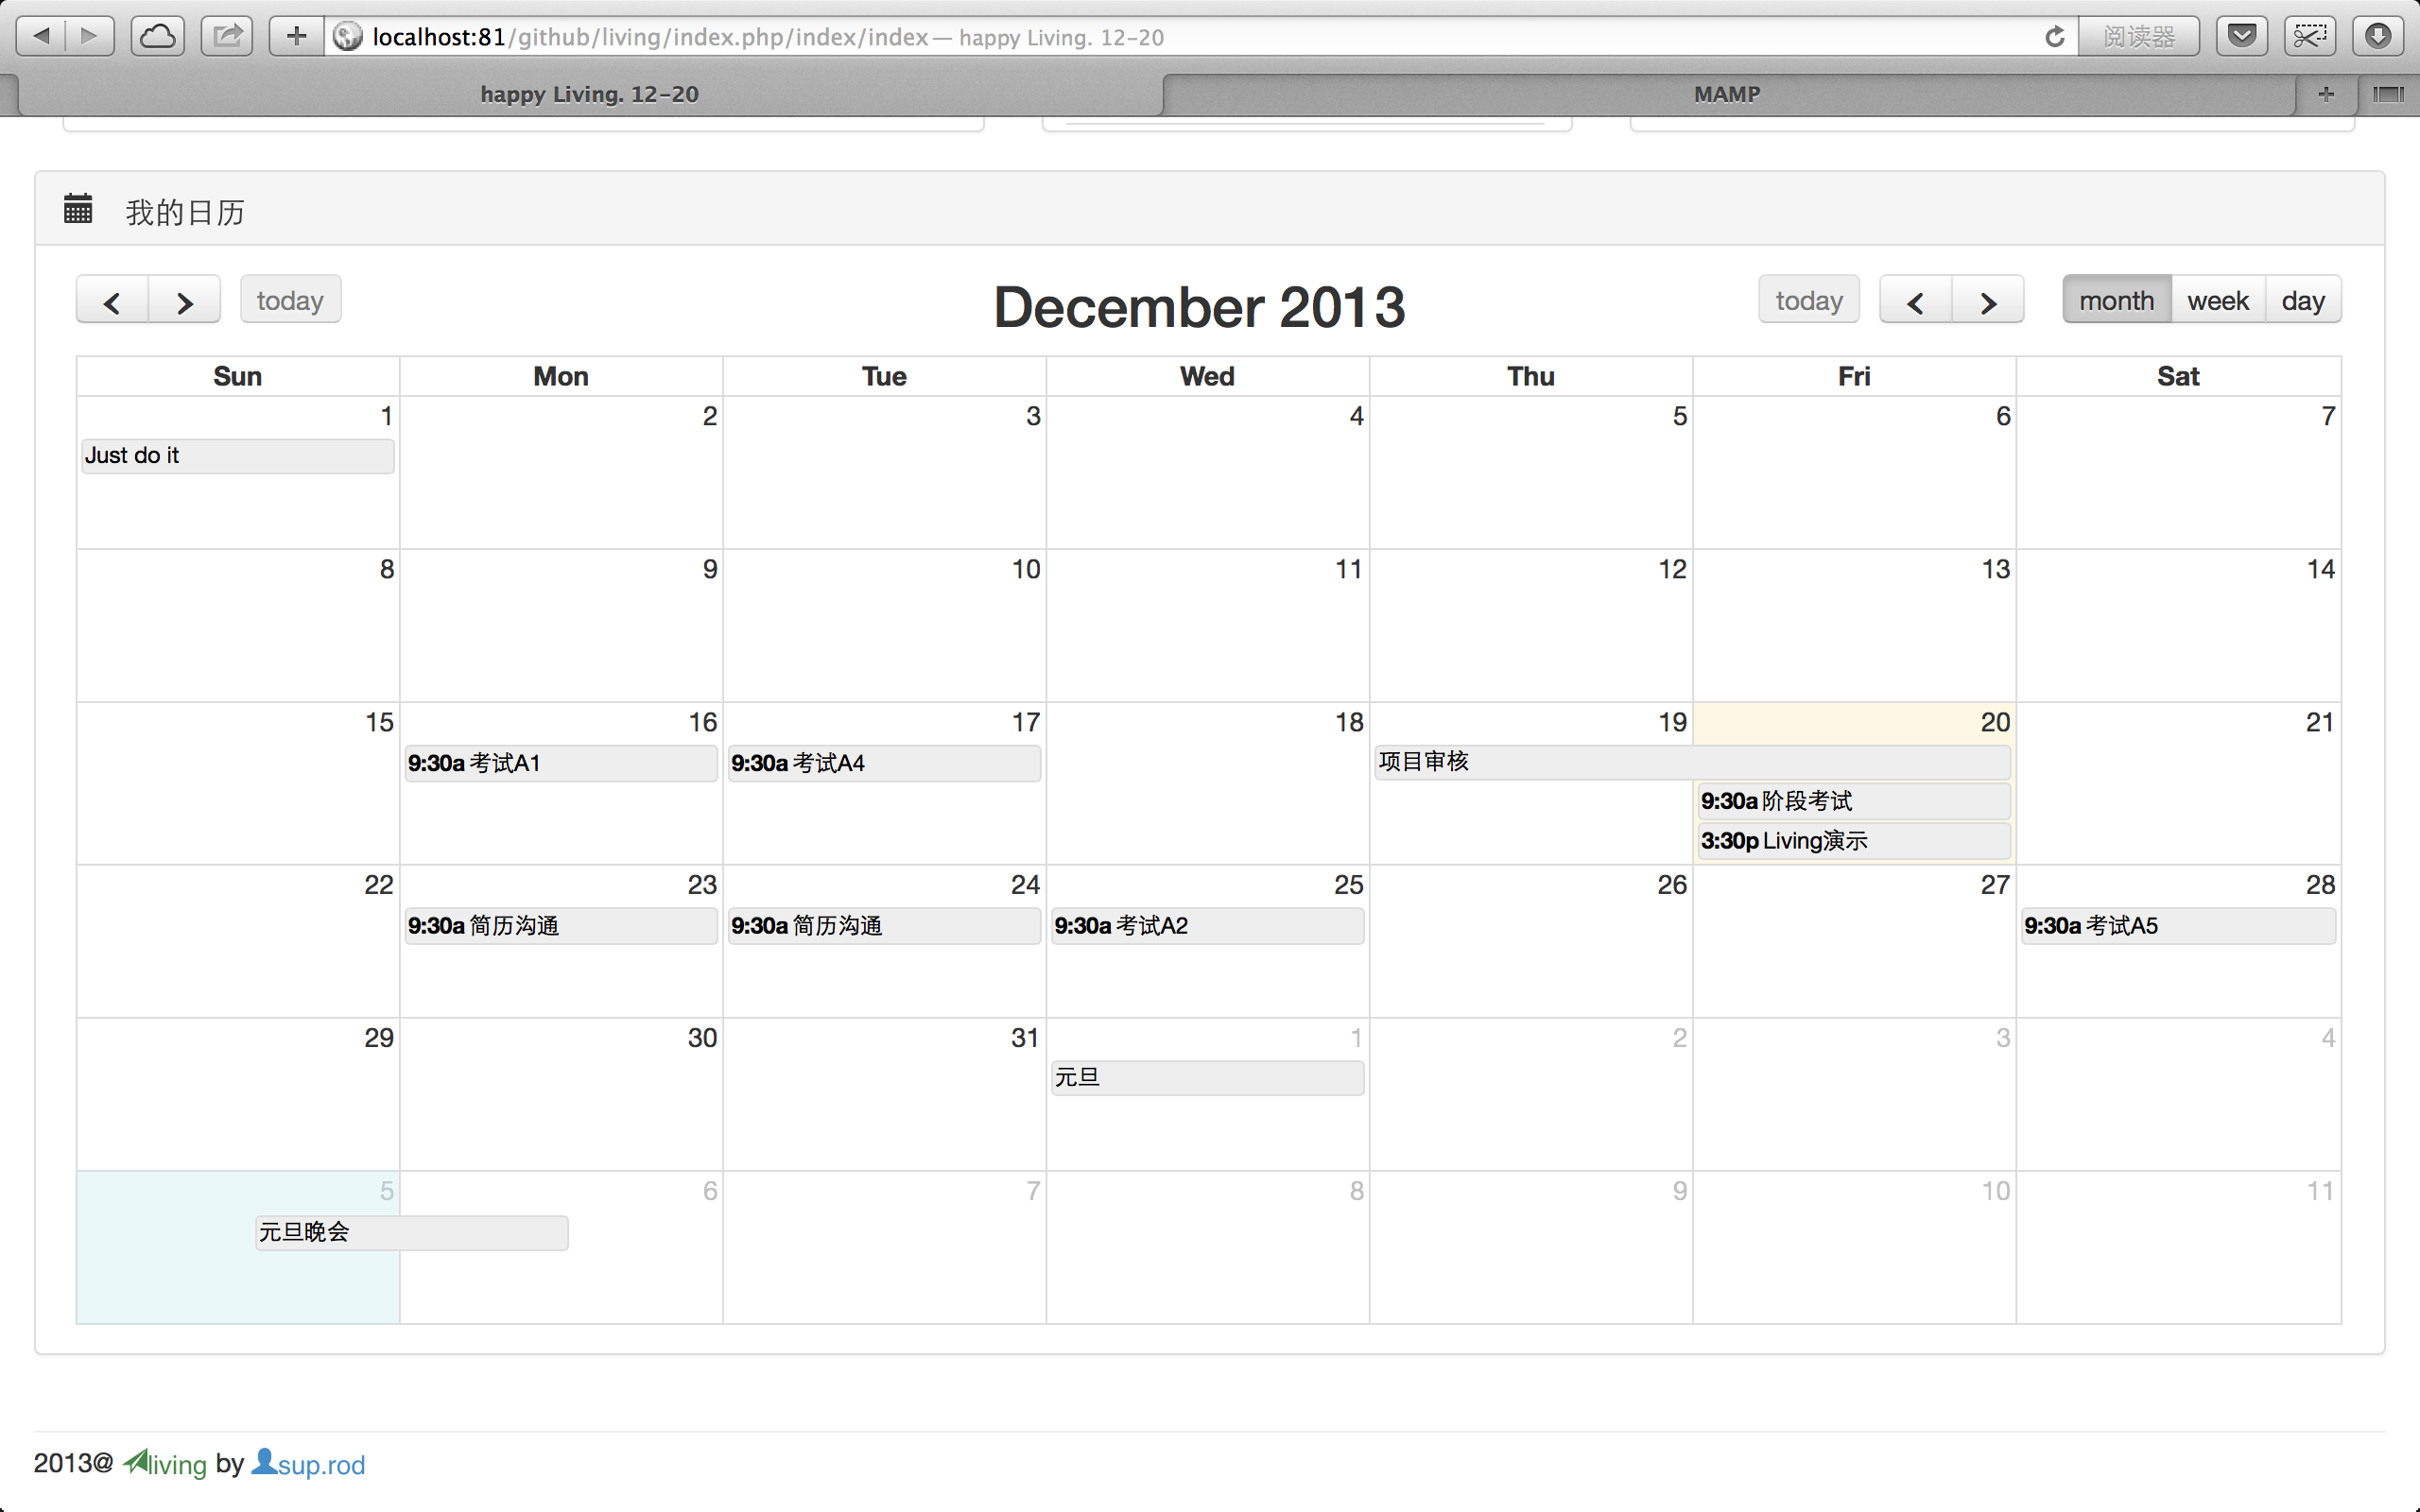 localhost:81/github/living/index.php/index/index — happy Living. 12-20
阅读器
happy Living. 12-20
MAMP
我的日历
today
December 2013
today
month week day
Sun Mon Tue Wed Thu Fri Sat
1 2 3 4 5 6 7
Just do it
8 9 10 11 12 13 14
15 16 17 18 19 20 21
9:30a 考试A1
9:30a 考试A4
项目审核
9:30a 阶段考试
3:30p Living演示
22 23 24 25 26 27 28
9:30a 简历沟通
9:30a 简历沟通
9:30a 考试A2
9:30a 考试A5
29 30 31 1 2 3 4
元旦
5 6 7 8 9 10 11
元旦晚会
2013@ living by sup.rod